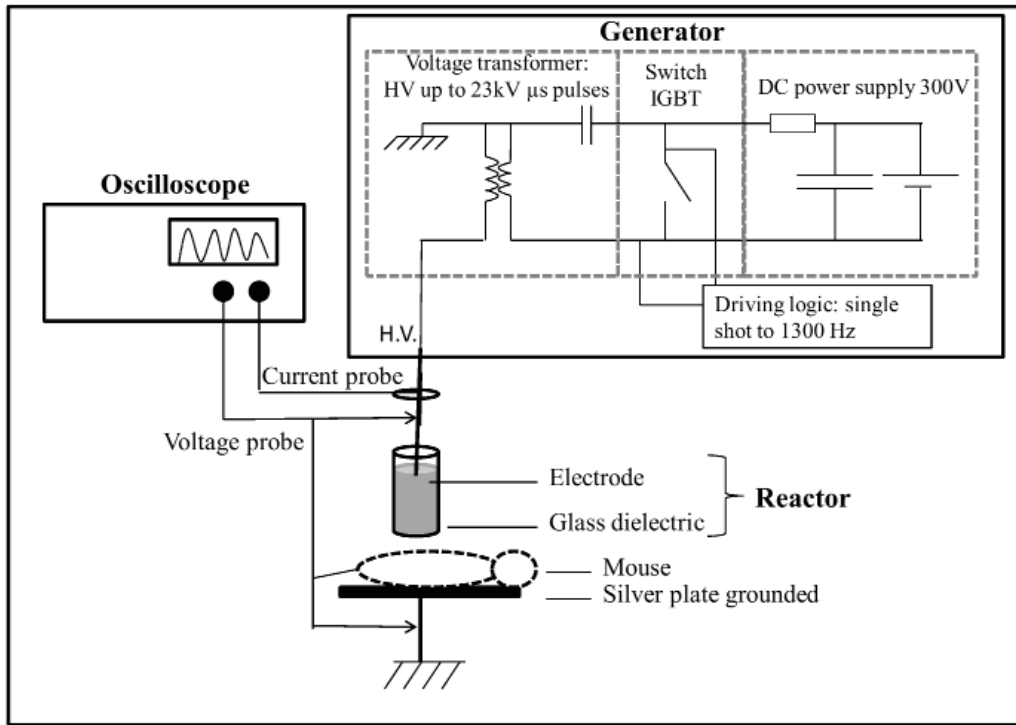 Generator
Voltage transformer:
HV up to 23kV µs pulses
Switch
IGBT
DC power supply 300V
Oscilloscope
Driving logic: single
shot to 1300 Hz
H.V.
Current probe
Voltage probe
Electrode
Reactor
Glass dielectric
Mouse
Silver plate grounded